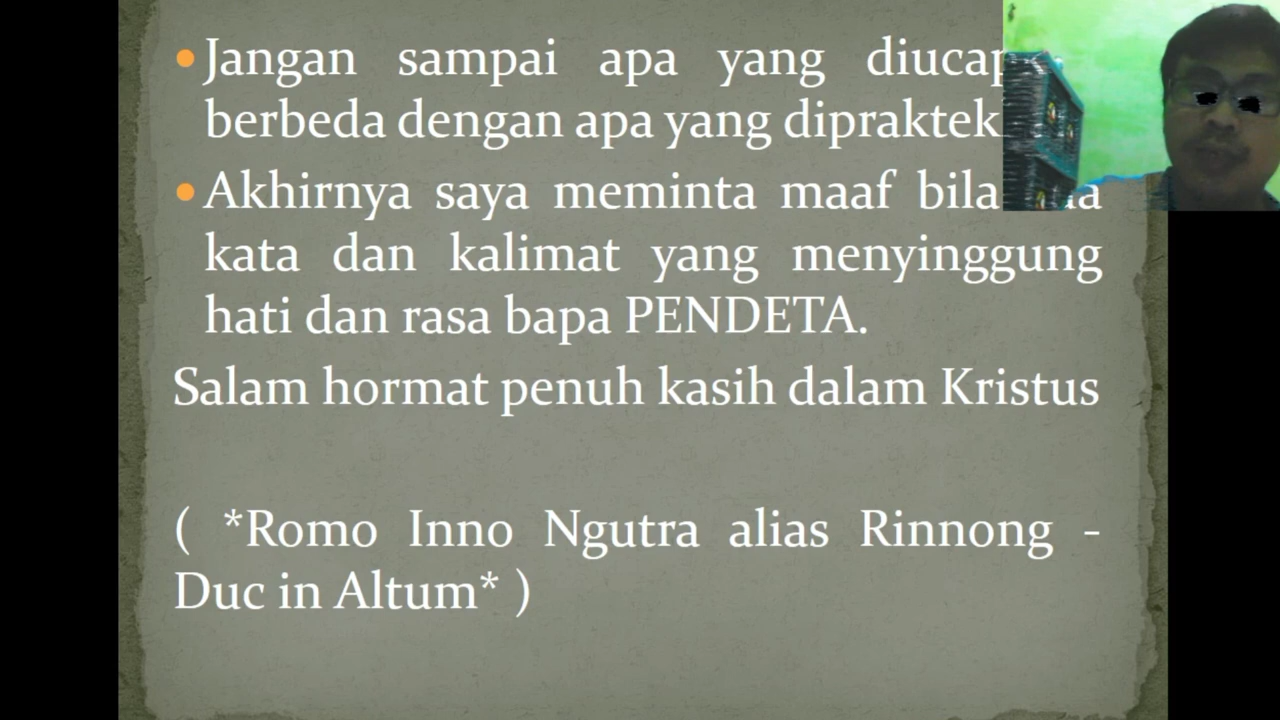 Jangan sampai apa yang
berbeda dengan apa yang dipraktek
Akhirnya saya meminta maaf bila
kata dan kalimat yang menyinggung
hati dan rasa bapa PENDETA.
Salam hormat penuh kasih dalam Kristus
( *Romo Inno Ngutra alias Rinnong -
Duc in Altum* )